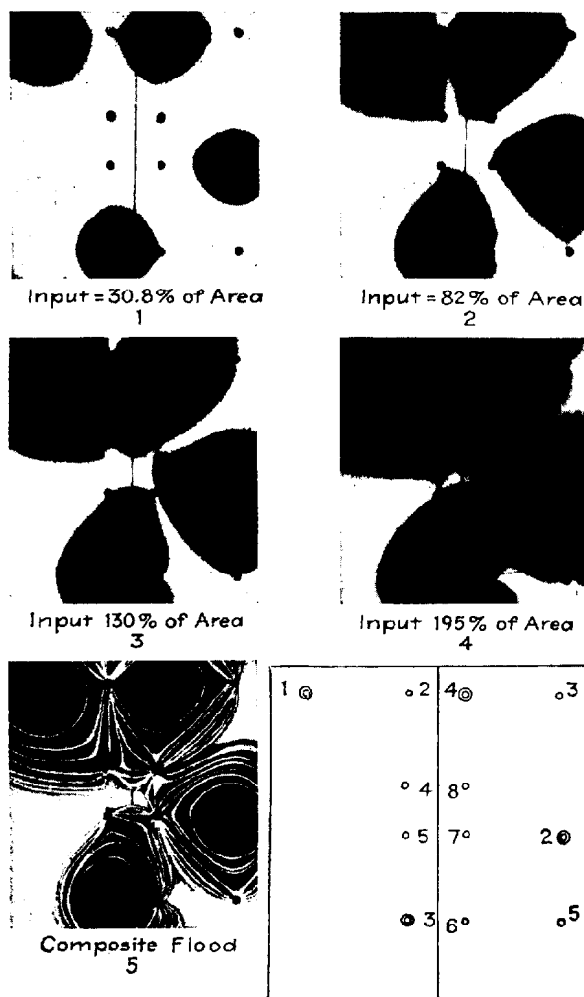 Input=30.8% of Area
1
Input=82% of Area
2
Input 130% of Area
3
Input 195% of Area
4
Composite Flood
5
1 2 4 3
4 8
5 7 2
3 6 5